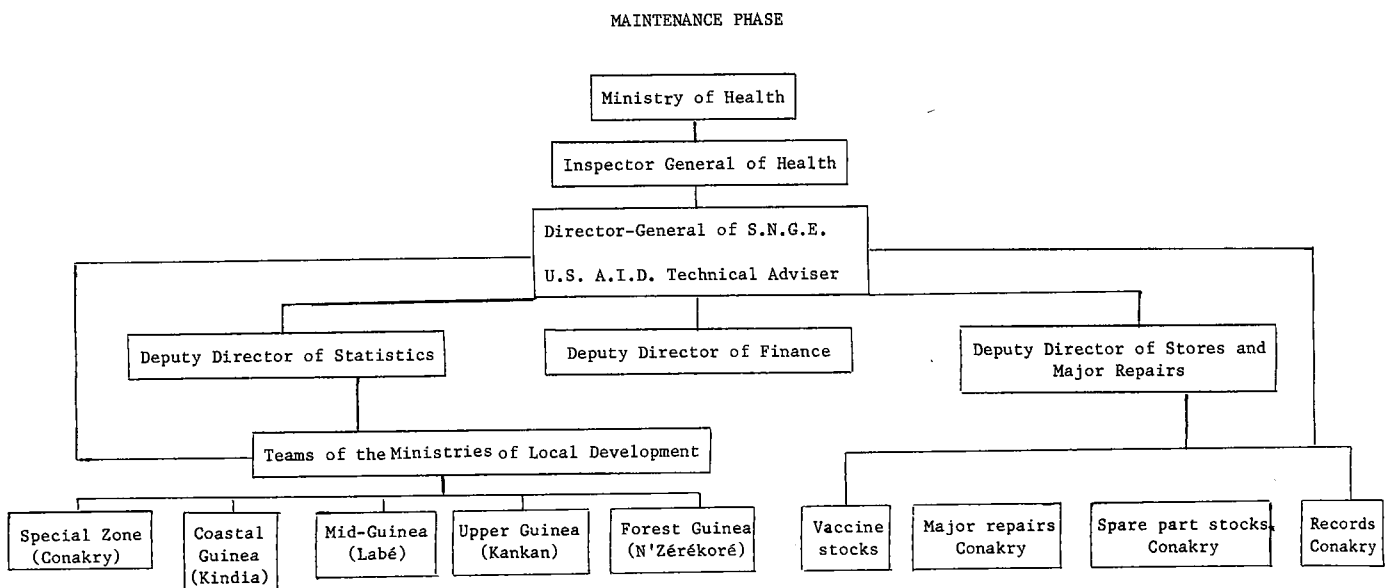 MAINTENANCE PHASE
Ministry of Health
Inspector General of Health
Director-General of S.N.G.E.
U.S. A.I.D. Technical Adviser
Deputy Director of Statistics
Deputy Director of Finance
Deputy Director of Stores and
Major Repairs
Teams of the Ministries of Local Development
Special Zone
(Conakry)
Coastal
Guinea
(Kindia)
Mid-Guinea
(Labé)
Upper Guinea
(Kankan)
Forest Guinea
(N'Zérékoré)
Vaccine
stocks
Major repairs
Conakry
Spare part stocks
Conakry
Records
Conakry